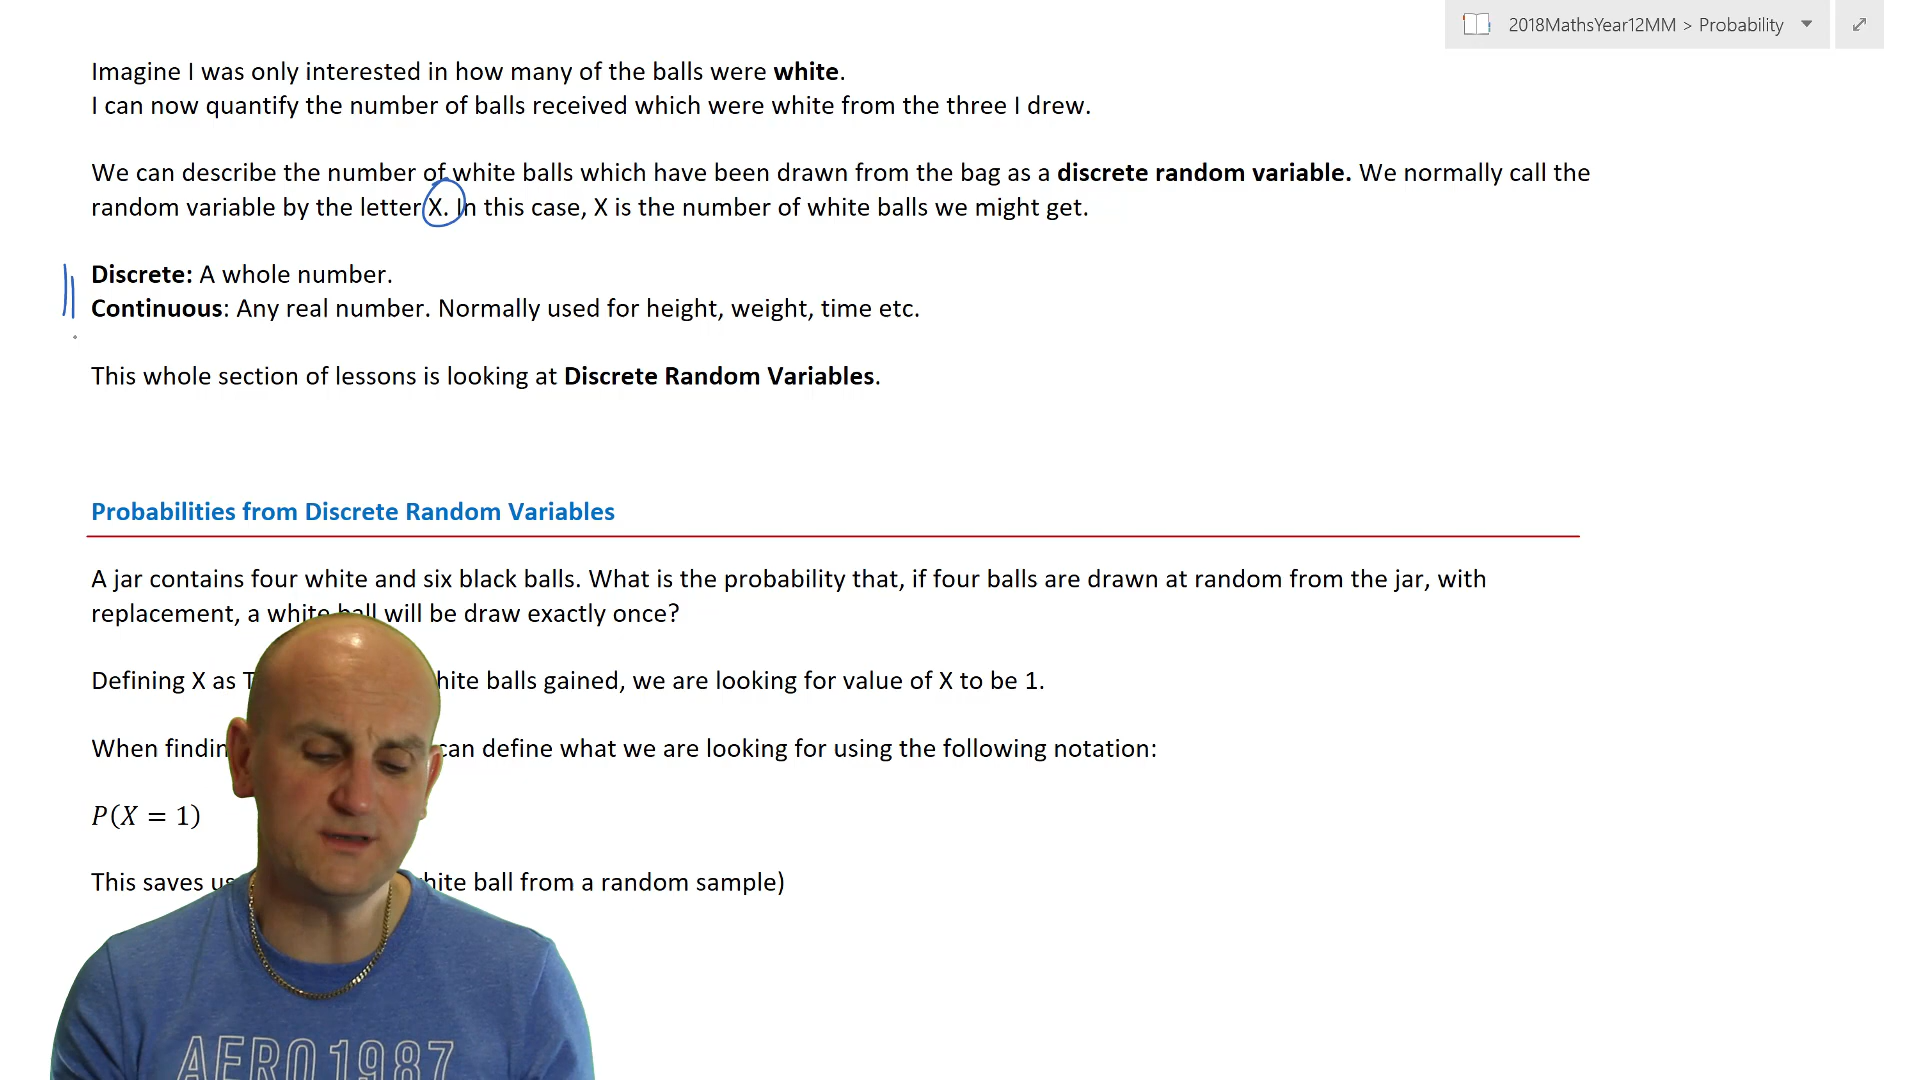 2018MathsYear12MM > Probability
Imagine I was only interested in how many of the balls were white.
I can now quantify the number of balls received which were white from the three I drew.
We can describe the number of white balls which have been drawn from the bag as a discrete random variable. We normally call the
random variable by the letter X. In this case, X is the number of white balls we might get.
Discrete: A whole number.
Continuous: Any real number. Normally used for height, weight, time etc.
This whole section of lessons is looking at Discrete Random Variables.
Probabilities from Discrete Random Variables
A jar contains four white and six black balls. What is the probability that, if four balls are drawn at random from the jar, with
replacement, a white ball will be draw exactly once?
Defining X as balls gained, we are looking for value of X to be 1.
When can define what we are looking for using the following notation:
P(X = 1)
This saves ball from a random sample)
AERO 1987